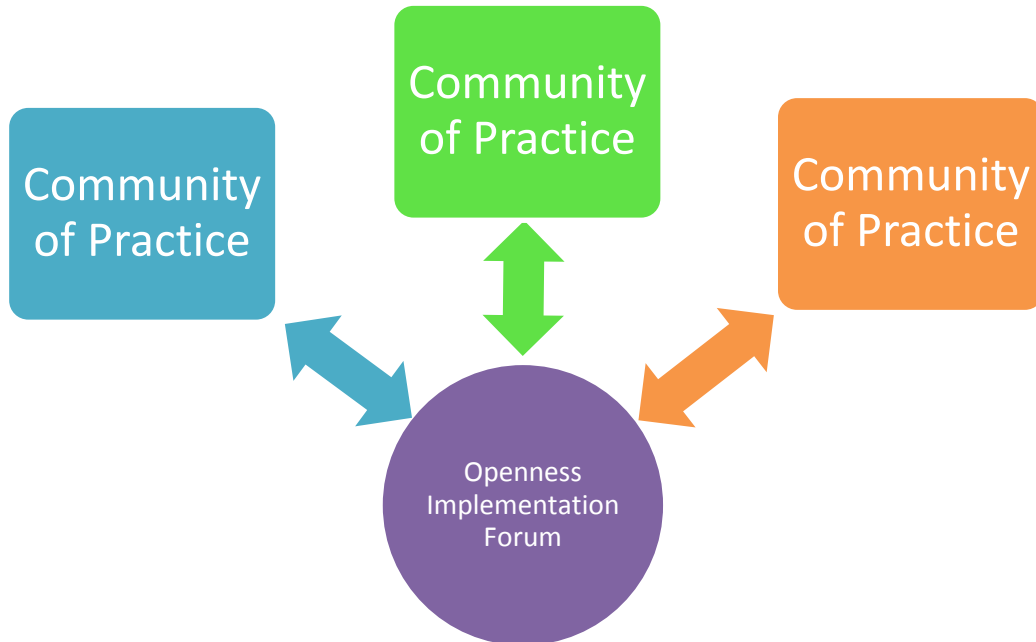 Community
of Practice
Community
of Practice
Community
of Practice
Openness
Implementation
Forum